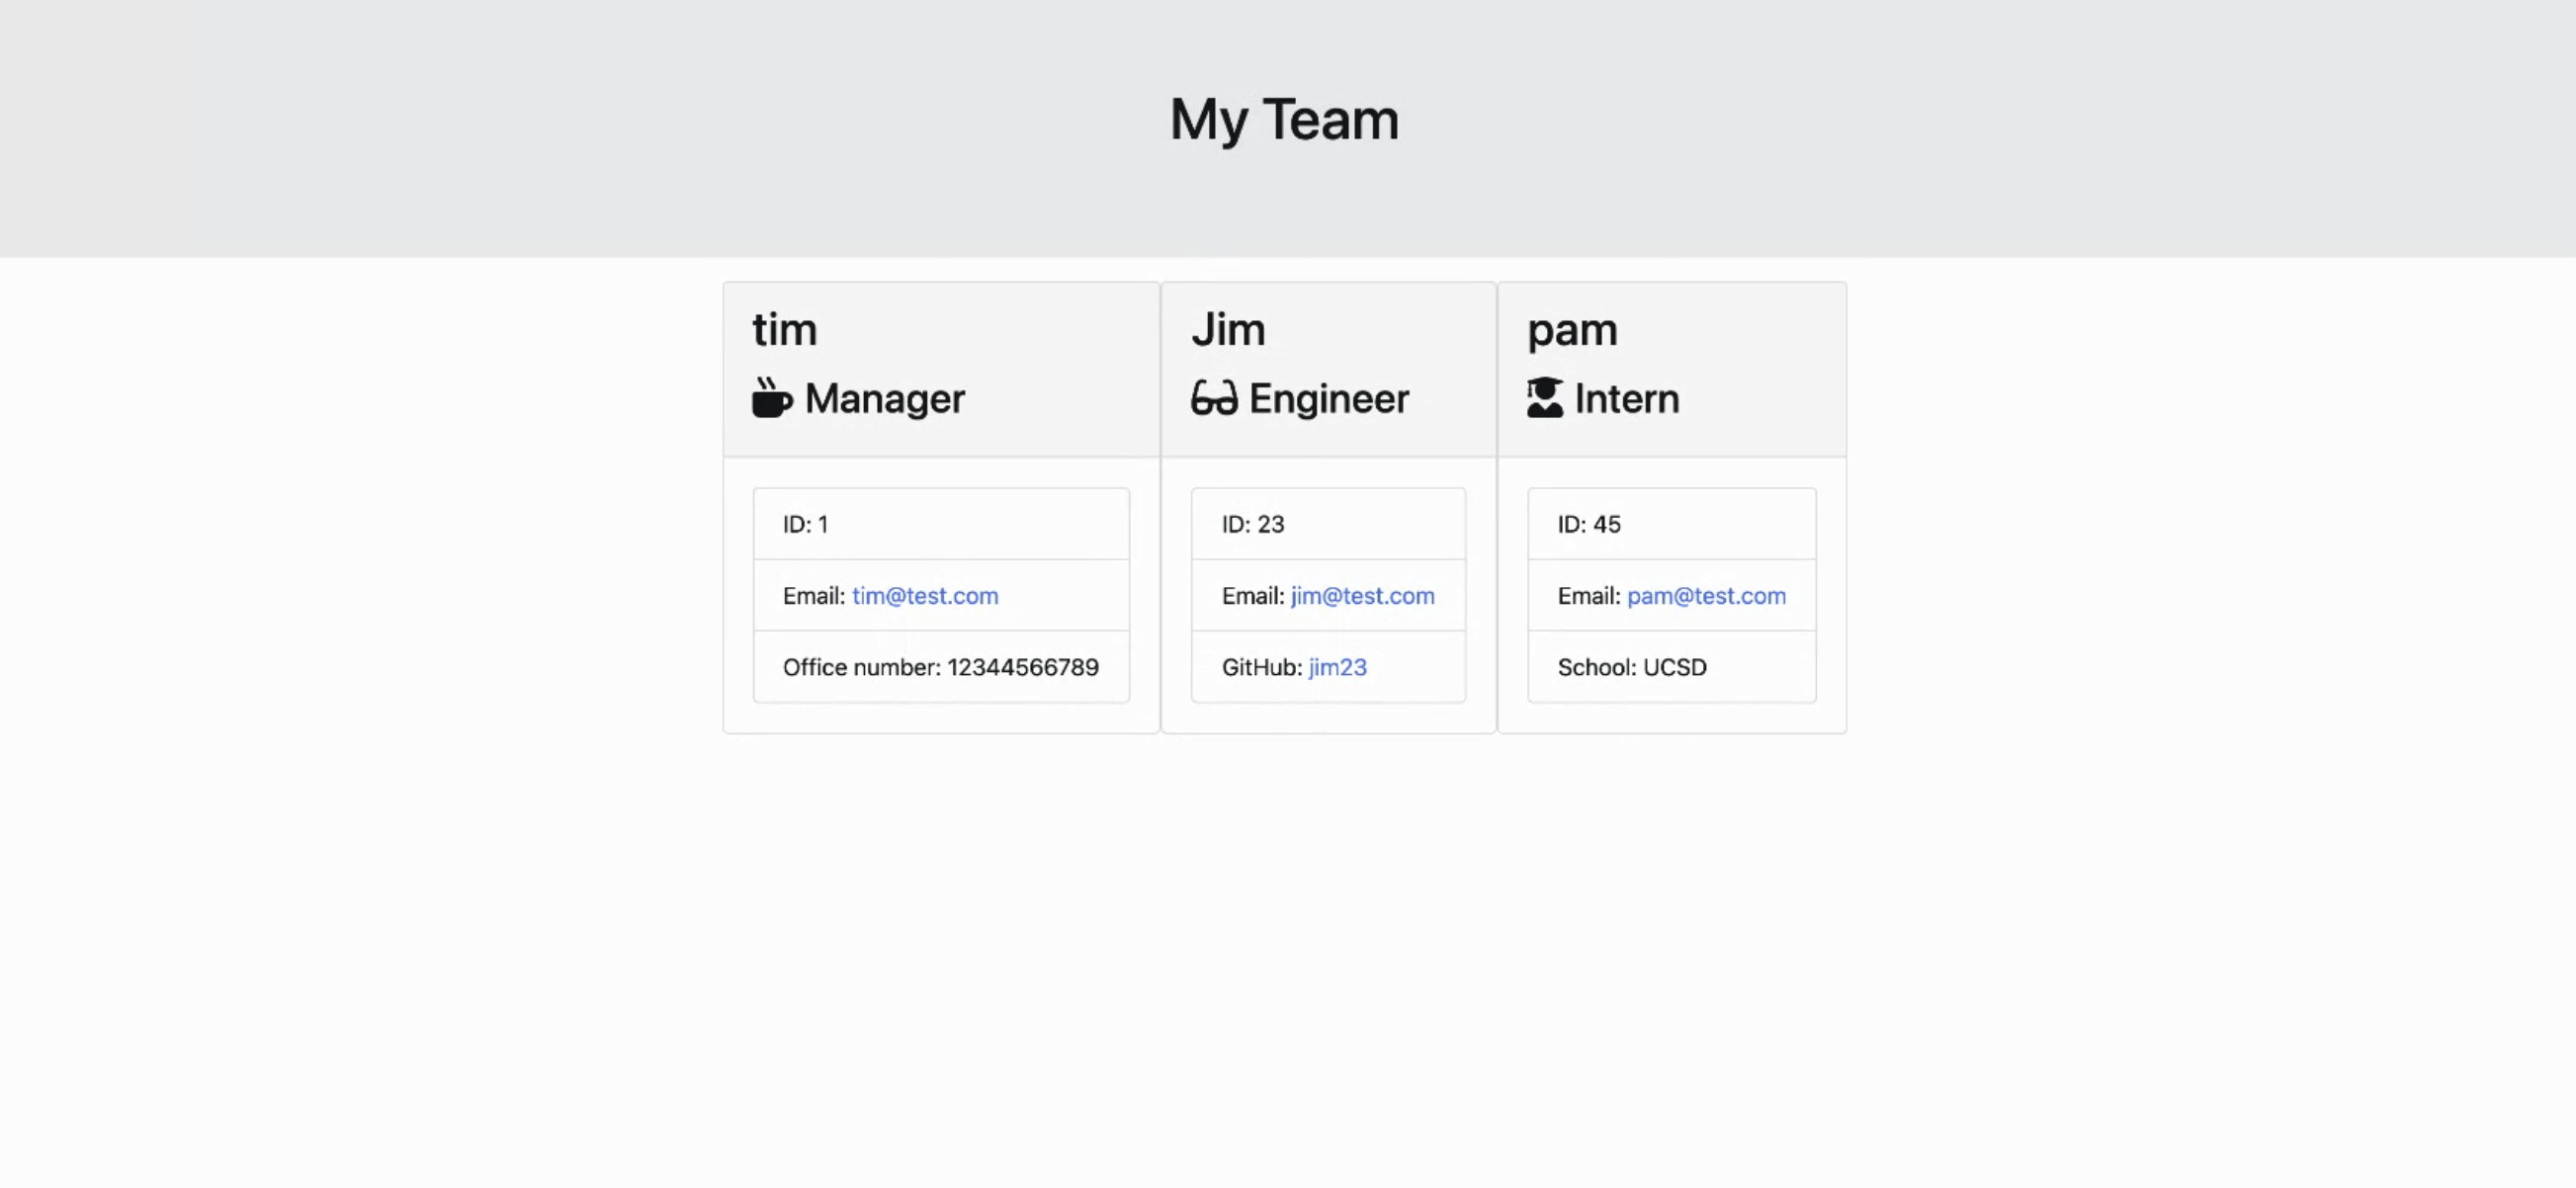 My Team
tim
Manager
ID: 1
Email: tim@test.com
Office number: 12344566789
Jim
Engineer
ID: 23
Email: jim@test.com
GitHub: jim23
pam
Intern
ID: 45
Email: pam@test.com
School: UCSD